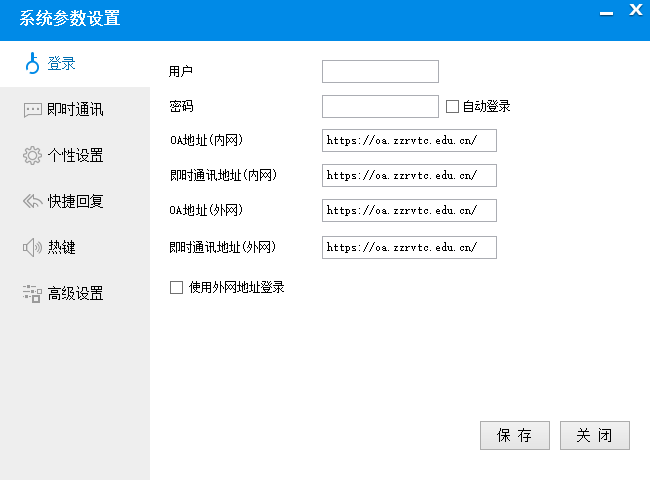 系统参数设置
登录
即时通讯
个性设置
快捷回复
热键
高级设置
用户
密码
自动登录
OA地址(内网)
https://oa.zzrvtc.edu.cn/
即时通讯地址(内网)
https://oa.zzrvtc.edu.cn/
OA地址(外网)
https://oa.zzrvtc.edu.cn/
即时通讯地址(外网)
https://oa.zzrvtc.edu.cn/
使用外网地址登录
保 存
关 闭